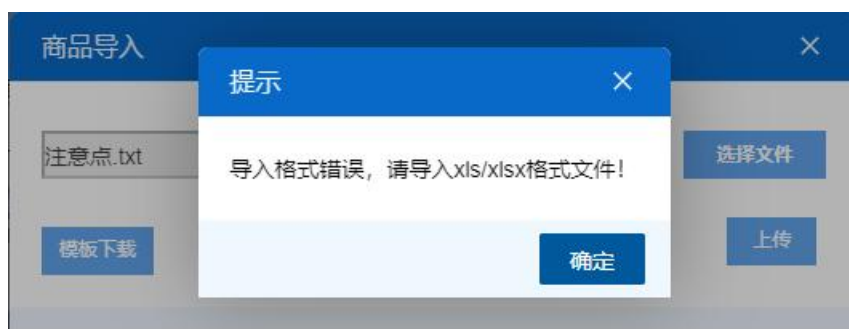 商品导入
提示
注意点.txt
导入格式错误，请导入xls/xlsx格式文件！
选择文件
模板下载
确定
上传